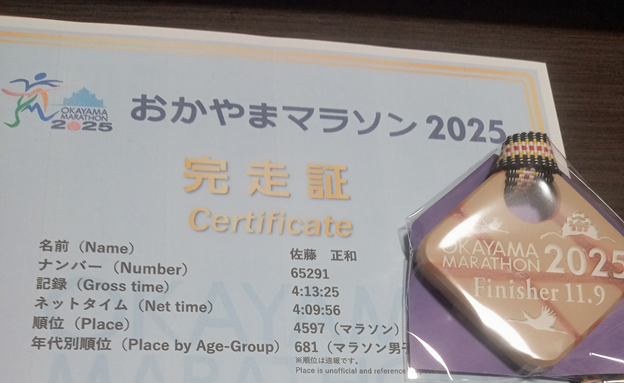 OKAYAMA
MARATHON
2025
おかやまマラソン 2025
完走証
Certificate
名前（Name） 佐藤 正和
ナンバー（Number） 65291
記録（Gross time） 4:13:25
ネットタイム（Net time） 4:09:56
順位（Place） 4597（マラソン）
年代別順位（Place by Age-Group） 681（マラソン男子
※順位は速報です。
Place is unofficial and reference
OKAYAMA
MARATHON 2025
Finisher 11.9